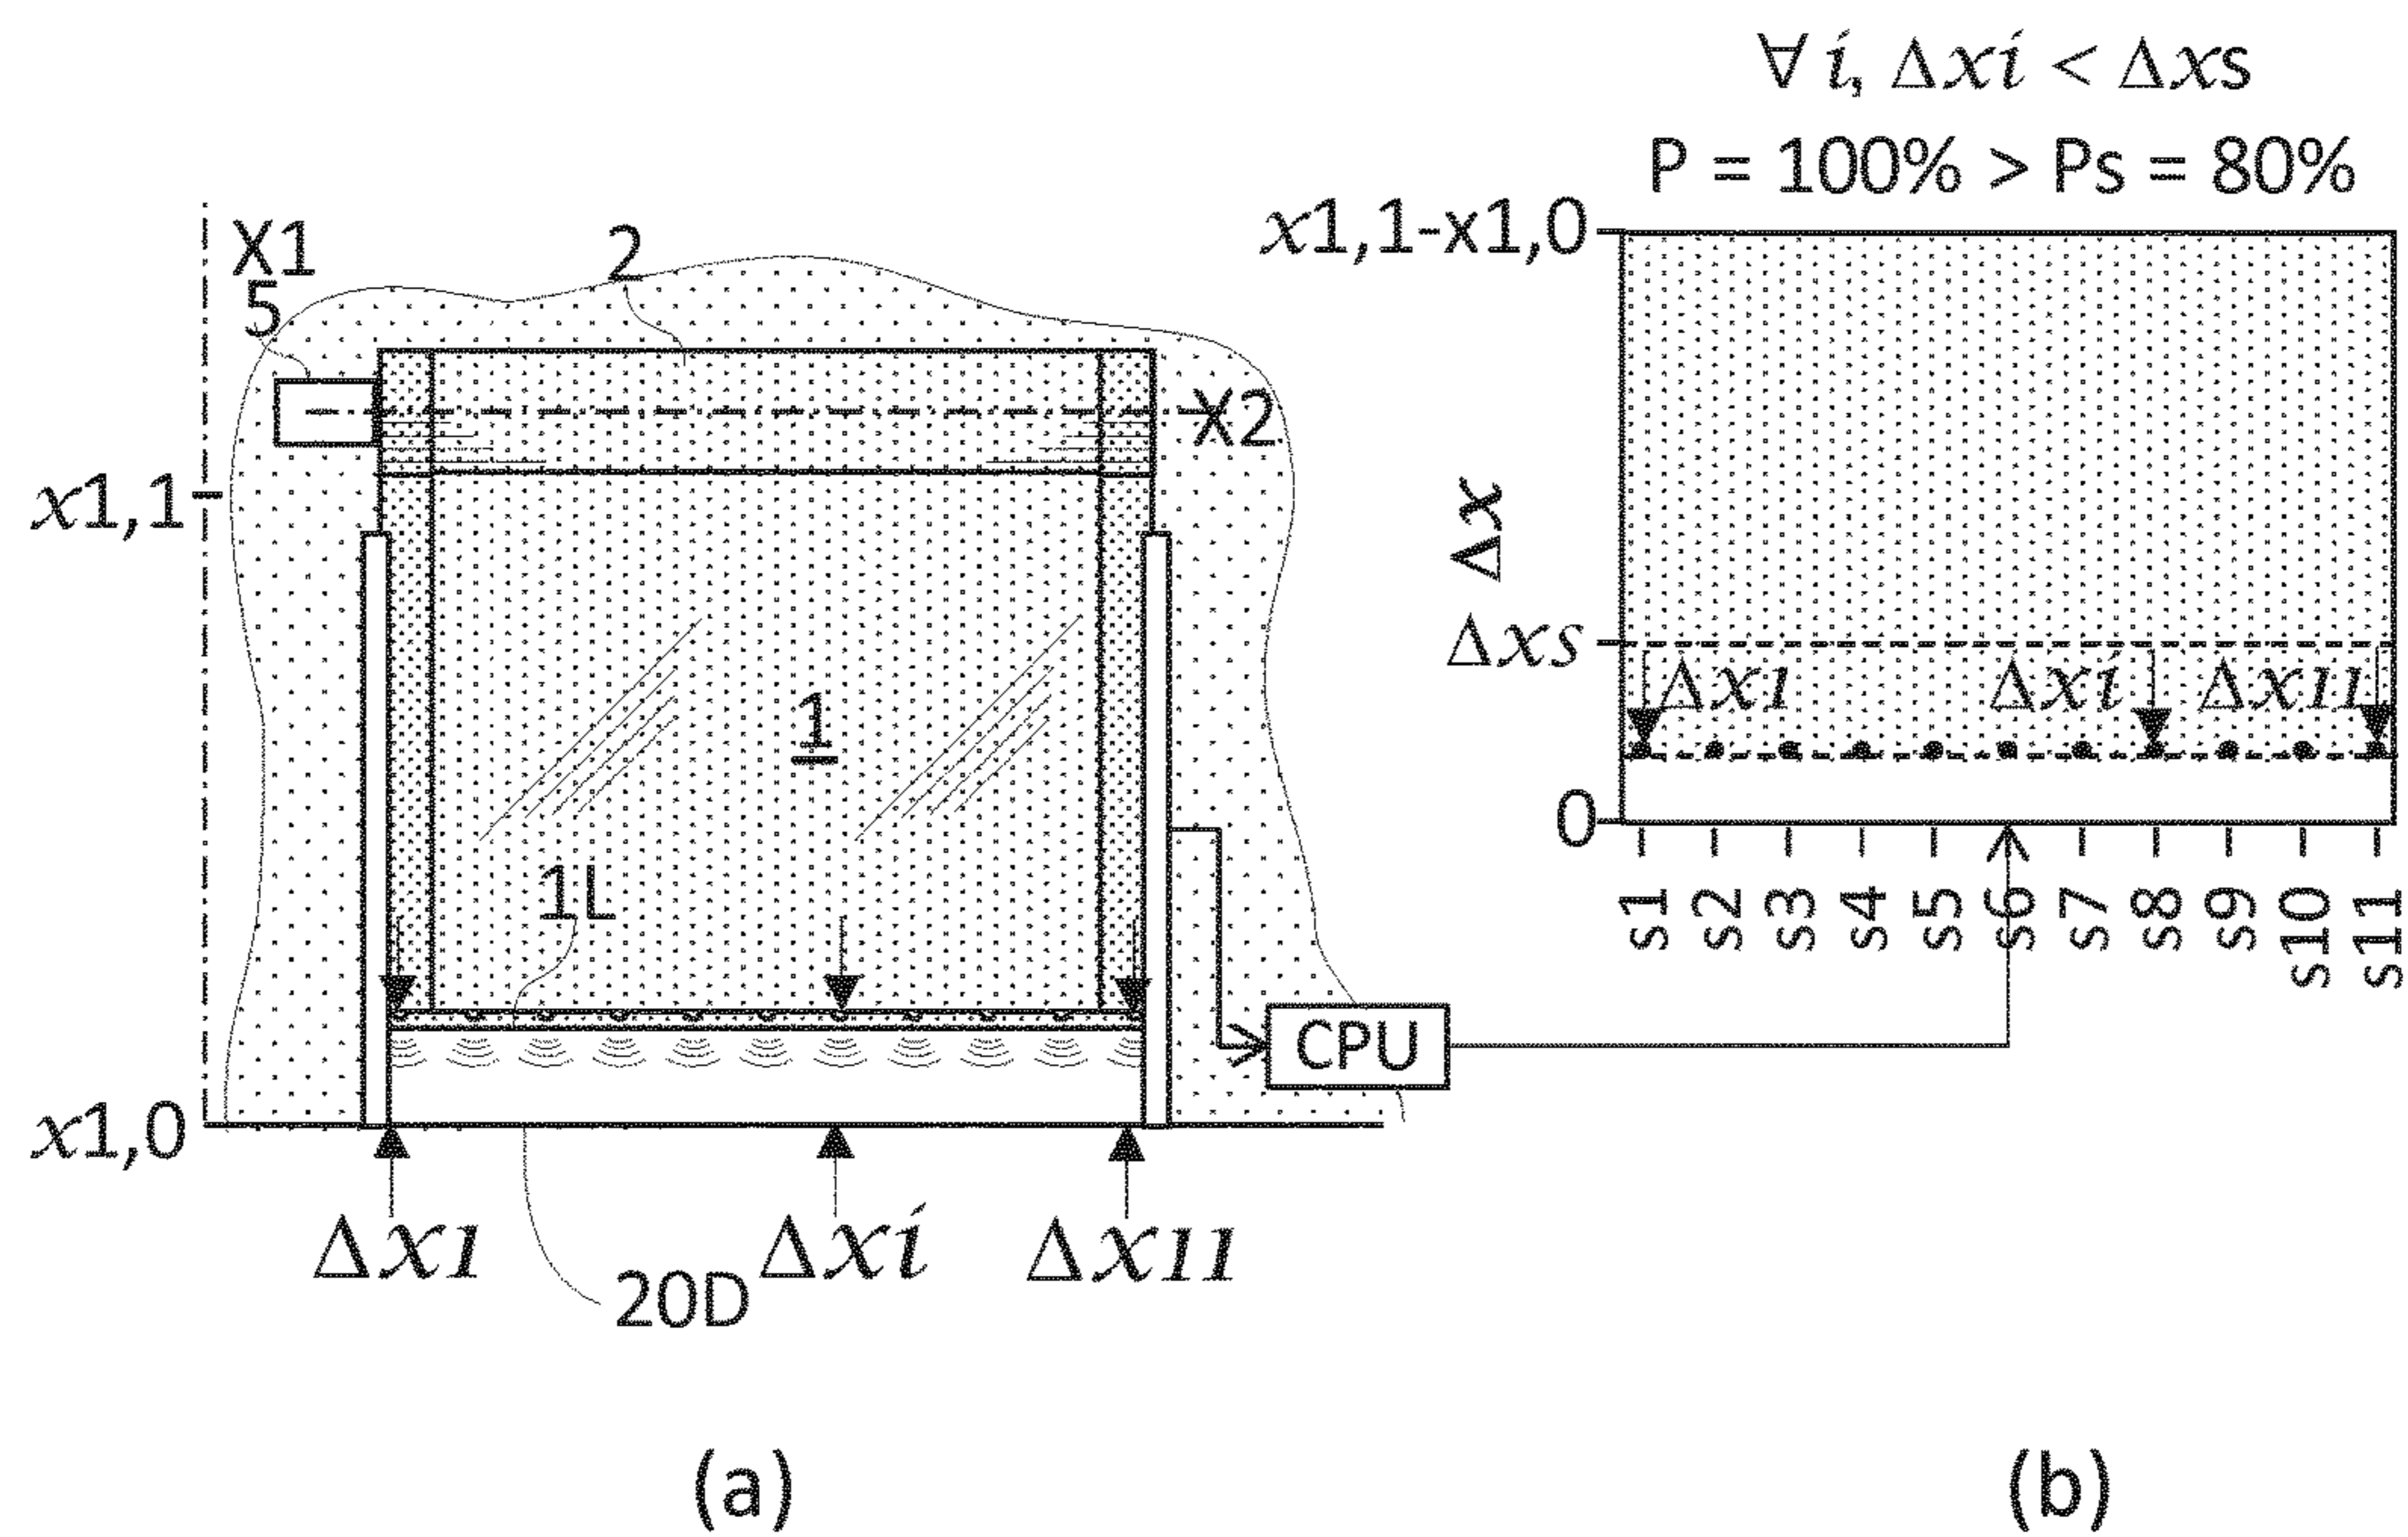 ∀ i, Δxi < Δxs
P = 100% > Ps = 80%
X1
5
2
X2
x1,1
1
1L
x1,0
CPU
Δx1
Δxi
Δx11
20D
(a)
x1,1-x1,0
Δx
Δxs
Δx1
Δxi
Δx11
0
s1
s2
s3
s4
s5
s6
s7
s8
s9
s10
s11
(b)